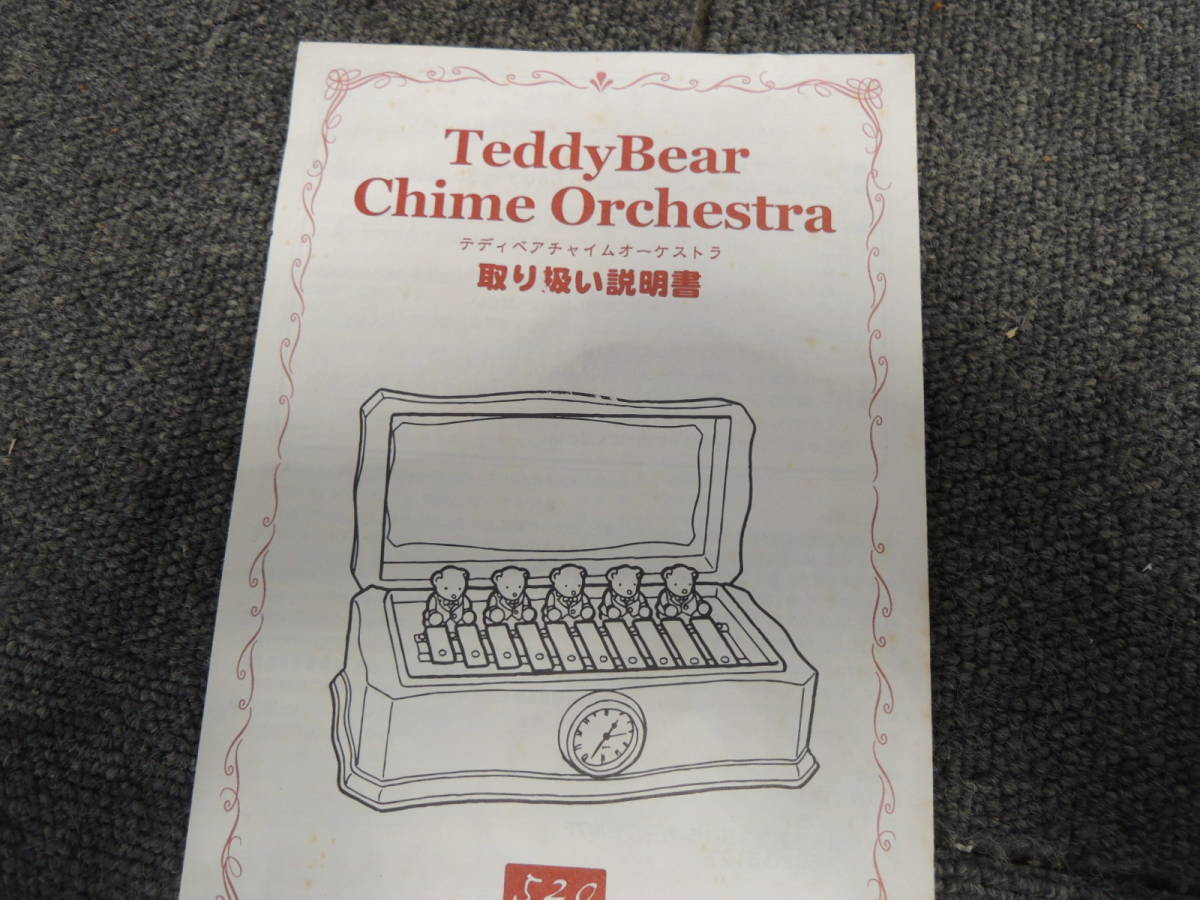 TeddyBear
Chime Orchestra
テディベアチャイムオーケストラ
取り扱い説明書
520